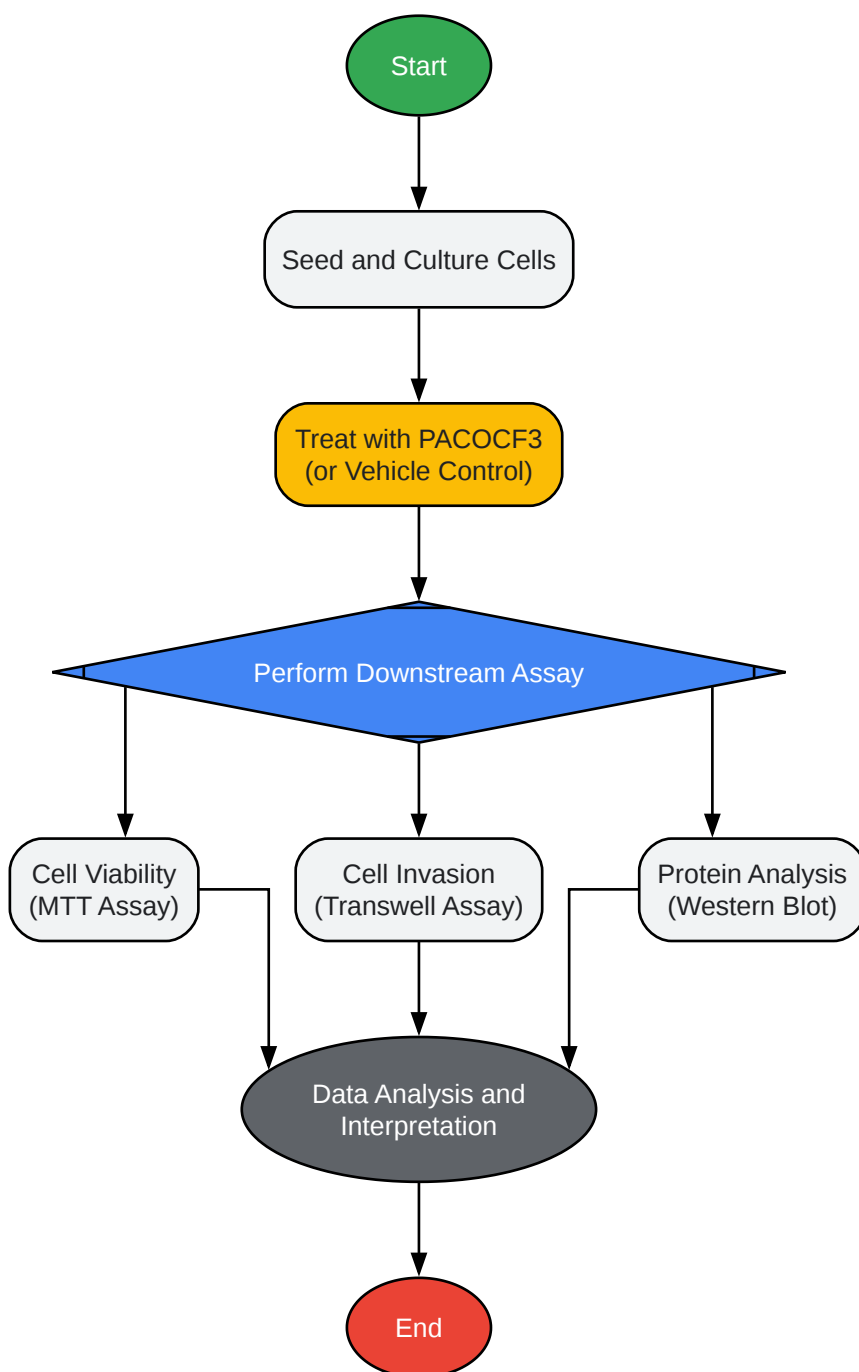 Start
Seed and Culture Cells
Treat with PACOCF3
(or Vehicle Control)
Perform Downstream Assay
Cell Viability
(MTT Assay)
Cell Invasion
(Transwell Assay)
Protein Analysis
(Western Blot)
Data Analysis and
Interpretation
End